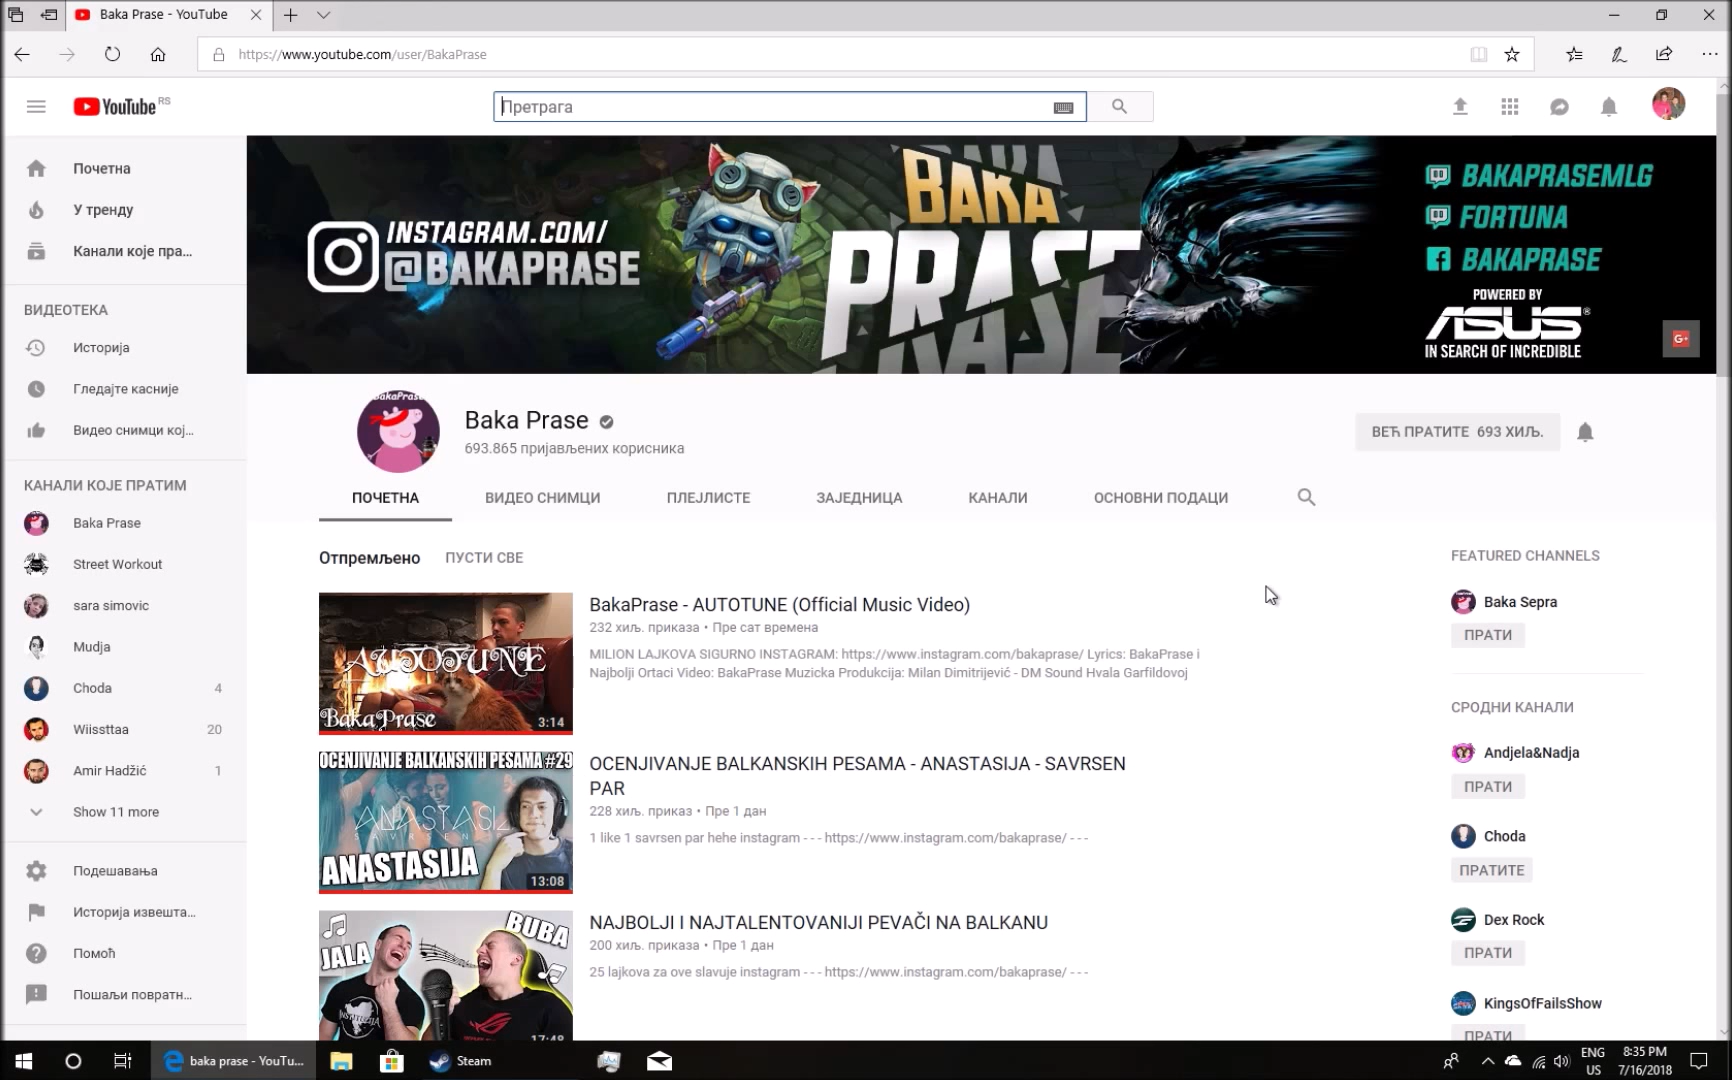 Baka Prase - YouTube
https://www.youtube.com/user/BakaPrase
YouTube RS
Претрага
Почетна
У тренду
Канали које пра...
ВИДЕОТЕКА
Историја
Гледајте касније
Видео снимци кој...
КАНАЛИ КОЈЕ ПРАТИМ
Baka Prase
Street Workout
sara simovic
Mudja
Choda 4
Wiissttaa 20
Amir Hadžić 1
Show 11 more
Подешавања
Историја извешта...
Помоћ
Пошаљи повратн...
INSTAGRAM.COM/
@BAKAPRASE
BAKA
PRASE
BAKAPRASEMLG
FORTUNA
BAKAPRASE
POWERED BY
ASUS®
IN SEARCH OF INCREDIBLE
G+
BakaPrase
Baka Prase
693.865 пријављених корисника
ВЕЋ ПРАТИТЕ 693 ХИЉ.
ПОЧЕТНА ВИДЕО СНИМЦИ ПЛЕЈЛИСТЕ ЗАЈЕДНИЦА КАНАЛИ ОСНОВНИ ПОДАЦИ
Отпремљено ПУСТИ СВЕ
AUTOTUNE
BakaPrase
3:14
BakaPrase - AUTOTUNE (Official Music Video)
232 хиљ. приказа • Пре сат времена
MILION LAJKOVA SIGURNO INSTAGRAM: https://www.instagram.com/bakaprase/ Lyrics: BakaPrase i
Najbolji Ortaci Video: BakaPrase Muzicka Produkcija: Milan Dimitrijević - DM Sound Hvala Garfildovoj
OCENJIVANJE BALKANSKIH PESAMA #29
ANASTASIJA
13:08
OCENJIVANJE BALKANSKIH PESAMA - ANASTASIJA - SAVRSEN
PAR
228 хиљ. приказ • Пре 1 дан
1 like 1 savrsen par hehe instagram - - - https://www.instagram.com/bakaprase/ - - -
JALA
BUBA
17:48
NAJBOLJI I NAJTALENTOVANIJI PEVAČI NA BALKANU
200 хиљ. приказа • Пре 1 дан
25 lajkova za ove slavuje instagram - - - https://www.instagram.com/bakaprase/ - - -
FEATURED CHANNELS
Baka Sepra
ПРАТИ
СРОДНИ КАНАЛИ
Andjela&Nadja
ПРАТИ
Choda
ПРАТИТЕ
Dex Rock
ПРАТИ
KingsOfFailsShow
ПРАТИ
baka prase - YouTu...
Steam
ENG
US
8:35 PM
7/16/2018